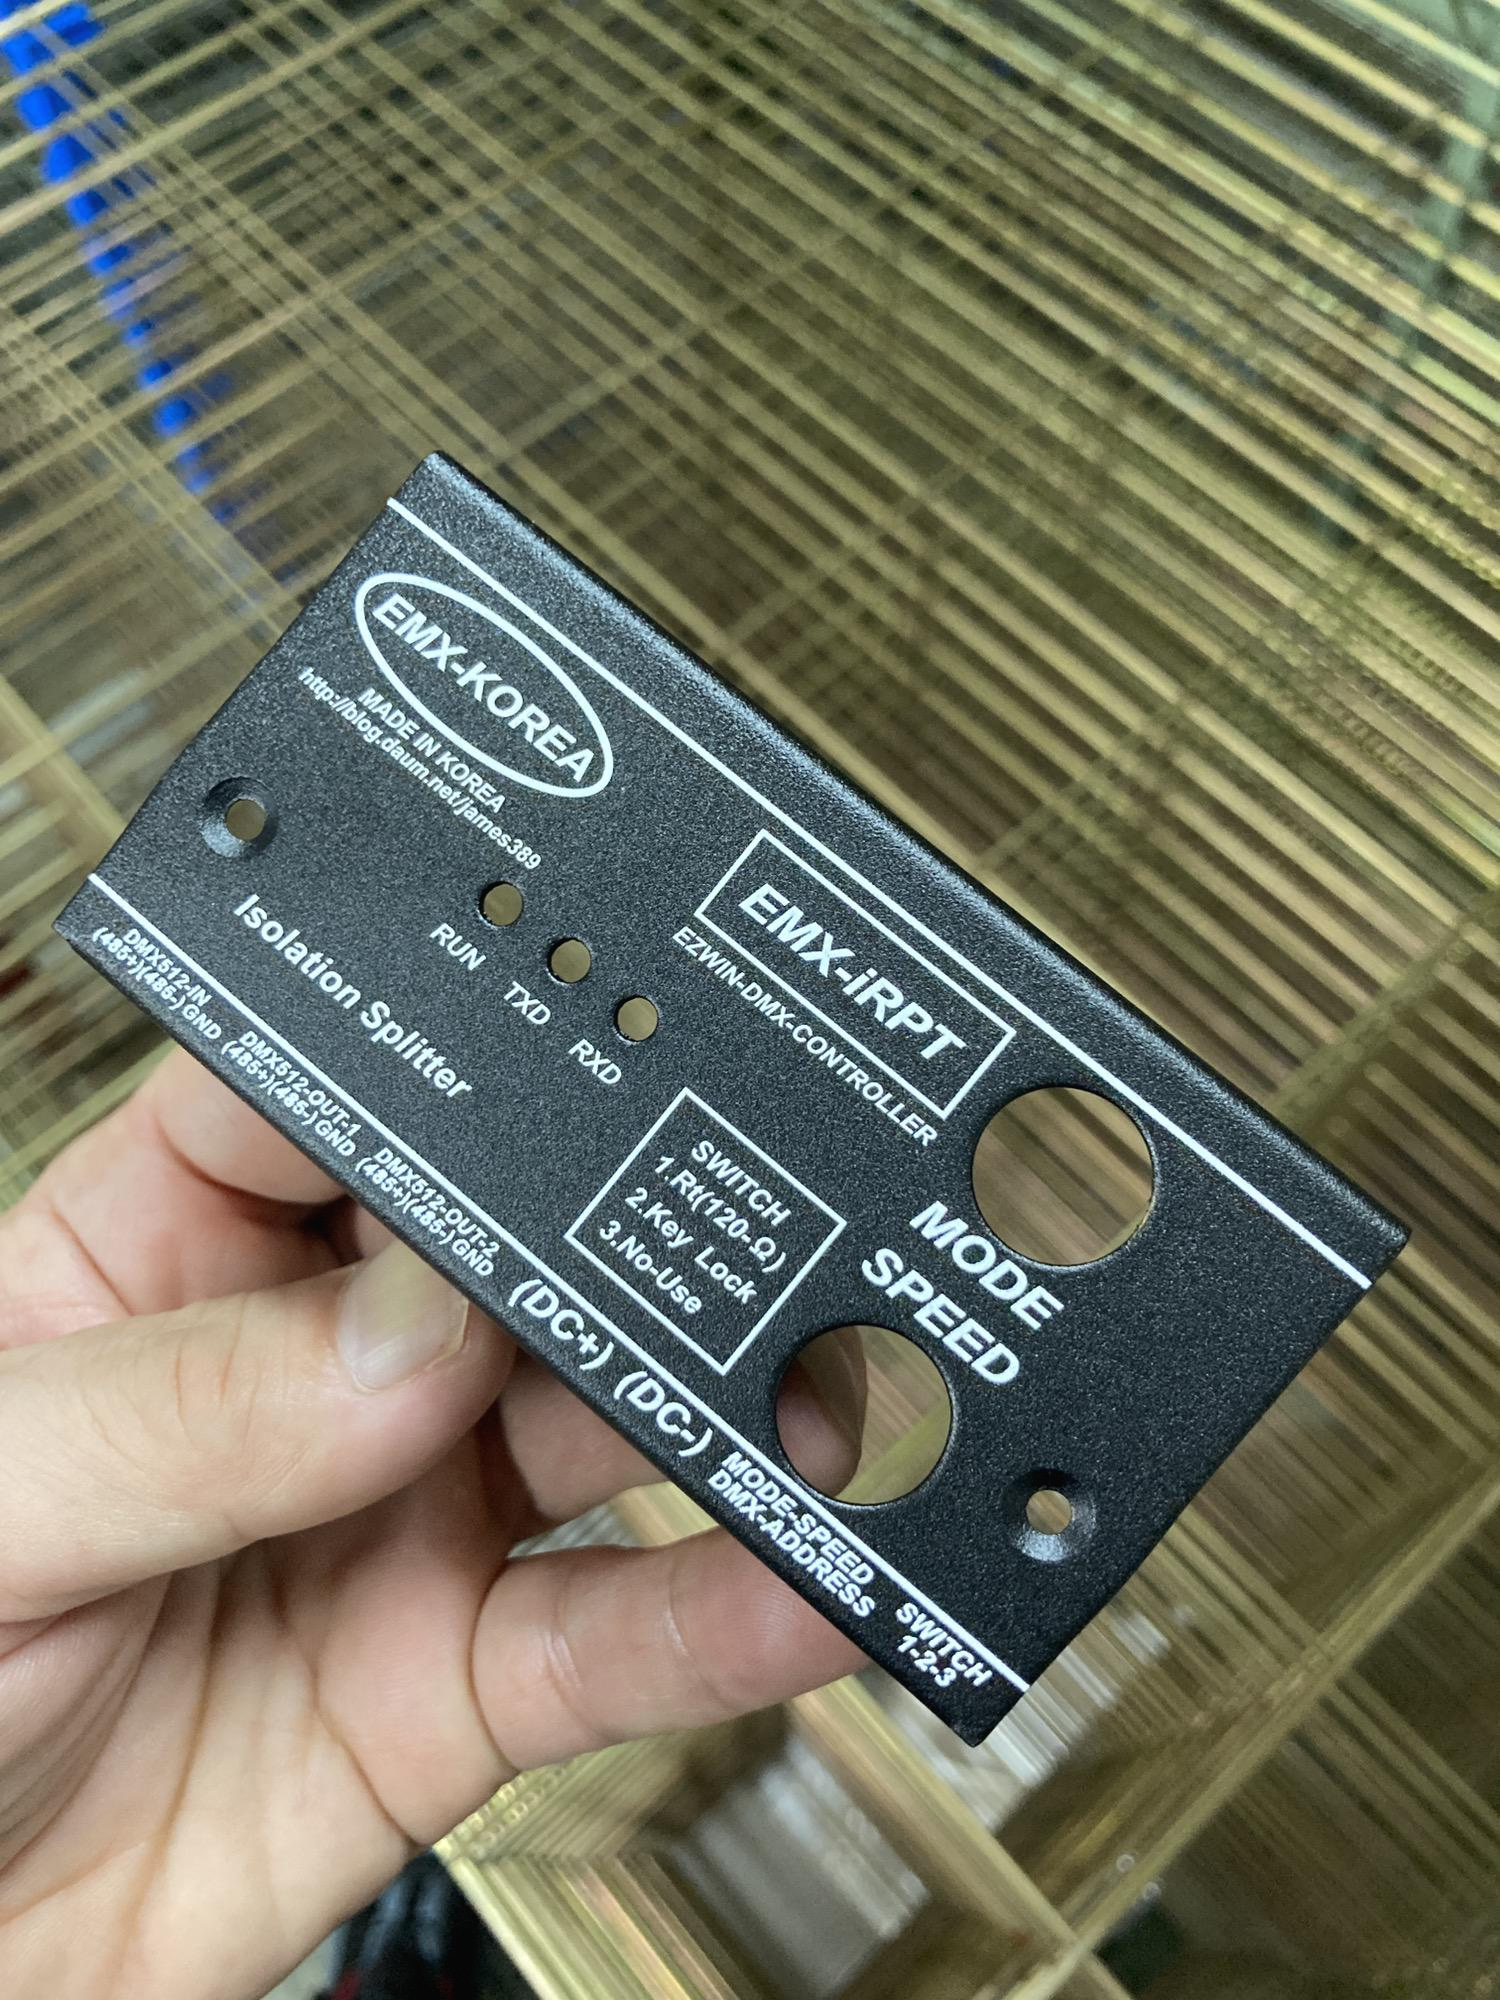 EMX-KOREA
MADE IN KOREA
http://blog.daum.net/james389
RUN
TXD
RXD
Isolation Splitter
EMX-iRPT
EZWIN-DMX-CONTROLLER
SWITCH
1.Rt(120-Ω)
2.Key Lock
3.No-Use
MODE
SPEED
DMX512-IN
(485+)(485-)GND
DMX512-OUT-1
(485+)(485-)GND
DMX512-OUT-2
(485+)(485-)GND
(DC+) (DC-)
MODE-SPEED
DMX-ADDRESS
SWITCH
1-2-3